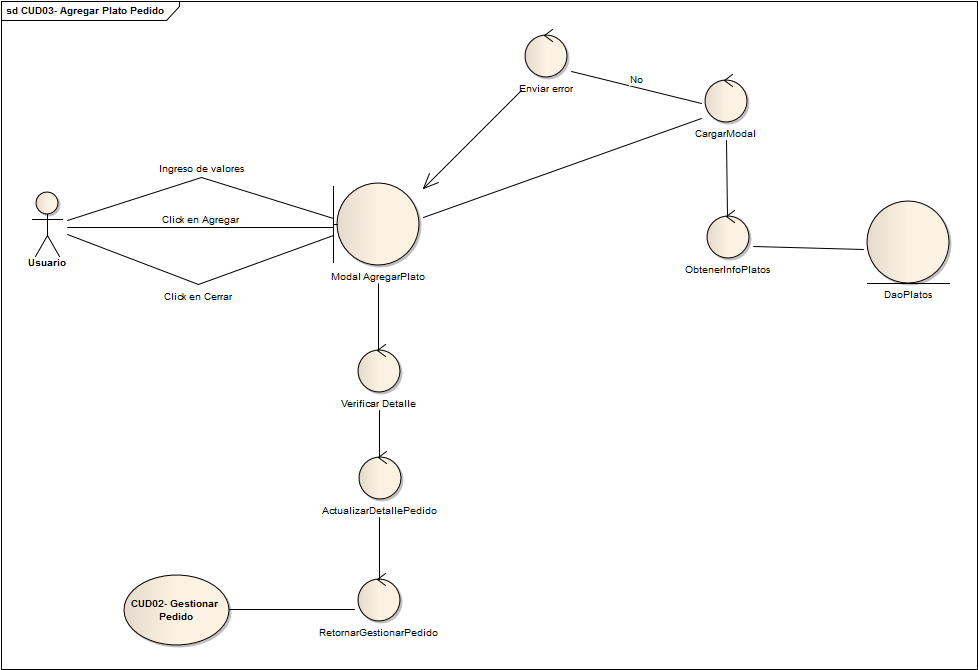 sd CUD03- Agregar Plato Pedido
Enviar error
No
CargarModal
Ingreso de valores
Click en Agregar
Usuario
Click en Cerrar
Modal AgregarPlato
ObtenerInfoPlatos
DaoPlatos
Verificar Detalle
ActualizarDetallePedido
CUD02- Gestionar
Pedido
RetornarGestionarPedido